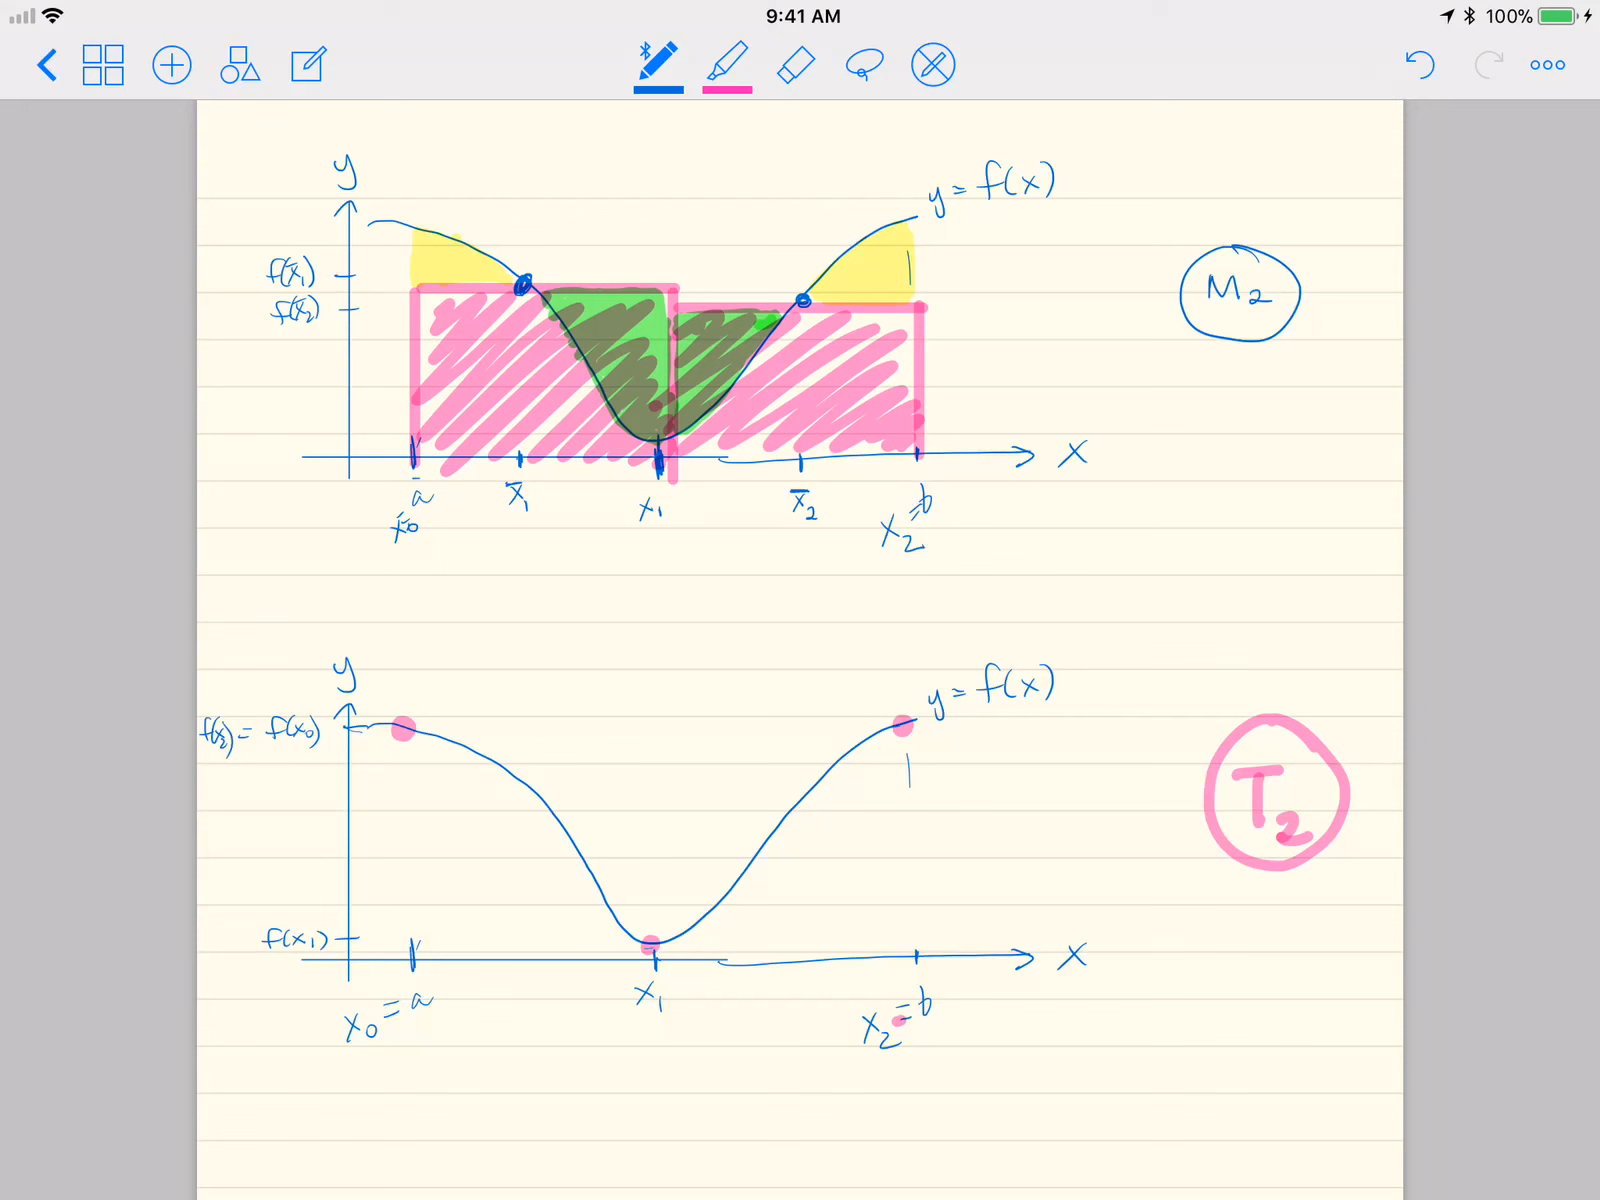 9:41 AM
100%
y
y = f(x)
f(x̄₁)
f(x̄₂)
M₂
x
a
x̄₁
x₁
x̄₂
= b
x₀
x₂
y
y = f(x)
f(x₂) = f(x₀)
T₂
f(x₁)
x
x₀ = a
x₁
x₂ = b